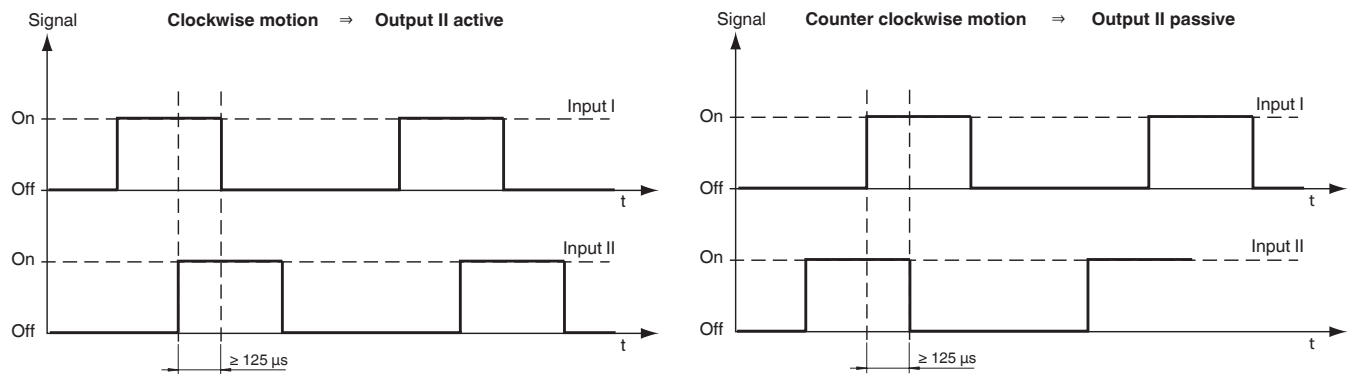 Signal
Clockwise motion ⇒ Output II active
Input I
On
Off
t
Input II
On
Off
t
≥ 125 µs
Signal
Counter clockwise motion ⇒ Output II passive
Input I
On
Off
t
Input II
On
Off
t
≥ 125 µs